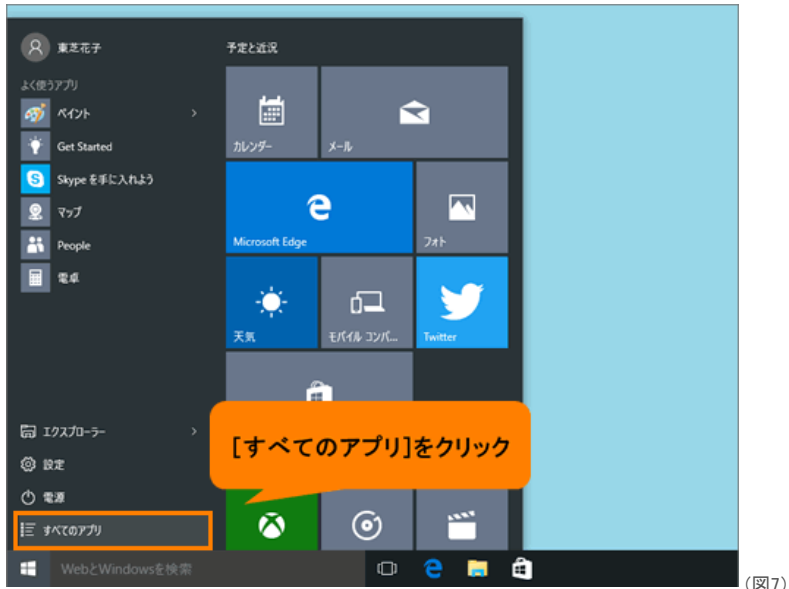 東芝花子
予定と近況
よく使うアプリ
ペイント
Get Started
Skype を手に入れよう
マップ
People
電卓
カレンダー
メール
Microsoft Edge
フォト
天気
モバイル コンパ...
Twitter
エクスプローラー
設定
電源
すべてのアプリ
[すべてのアプリ]をクリック
WebとWindowsを検索
(図7)